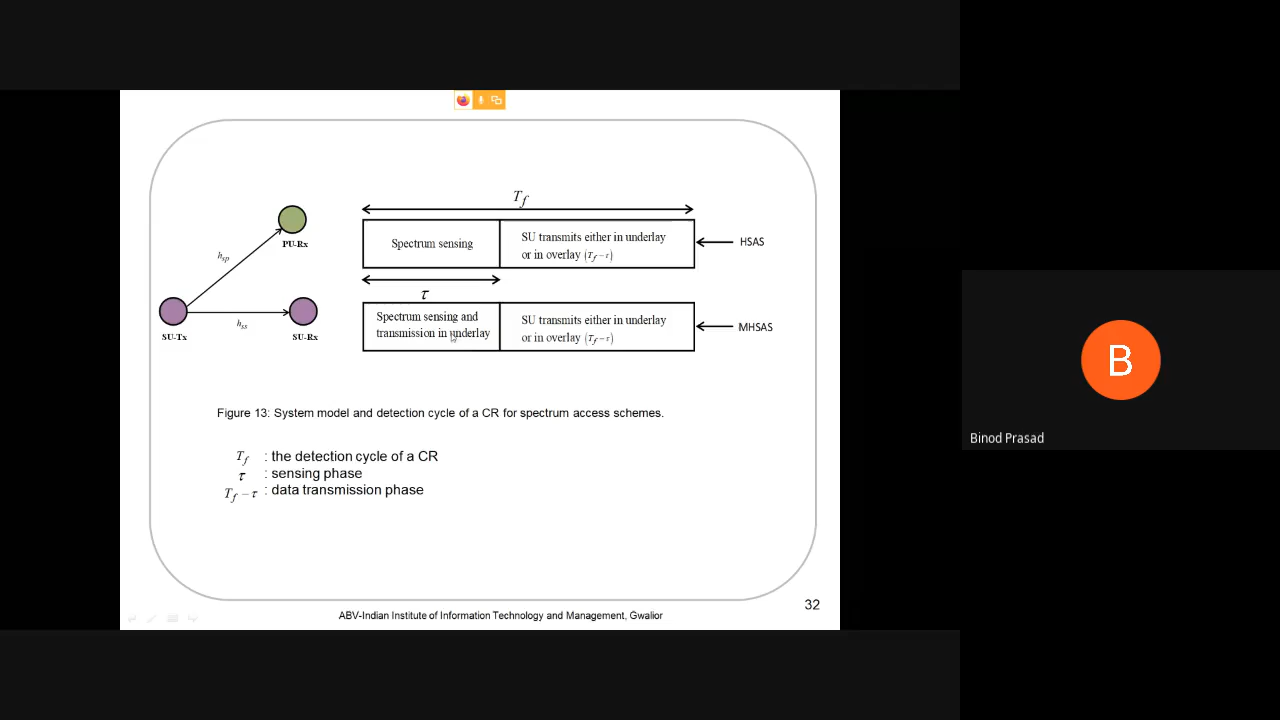 T_f
Spectrum sensing
SU transmits either in underlay
or in overlay (T_f − τ)
HSAS
PU-Rx
h_sp
τ
Spectrum sensing and
transmission in underlay
SU transmits either in underlay
or in overlay (T_f − τ)
MHSAS
h_ss
SU-Tx
SU-Rx
Figure 13: System model and detection cycle of a CR for spectrum access schemes.
T_f : the detection cycle of a CR
τ : sensing phase
T_f − τ : data transmission phase
32
ABV-Indian Institute of Information Technology and Management, Gwalior
B
Binod Prasad